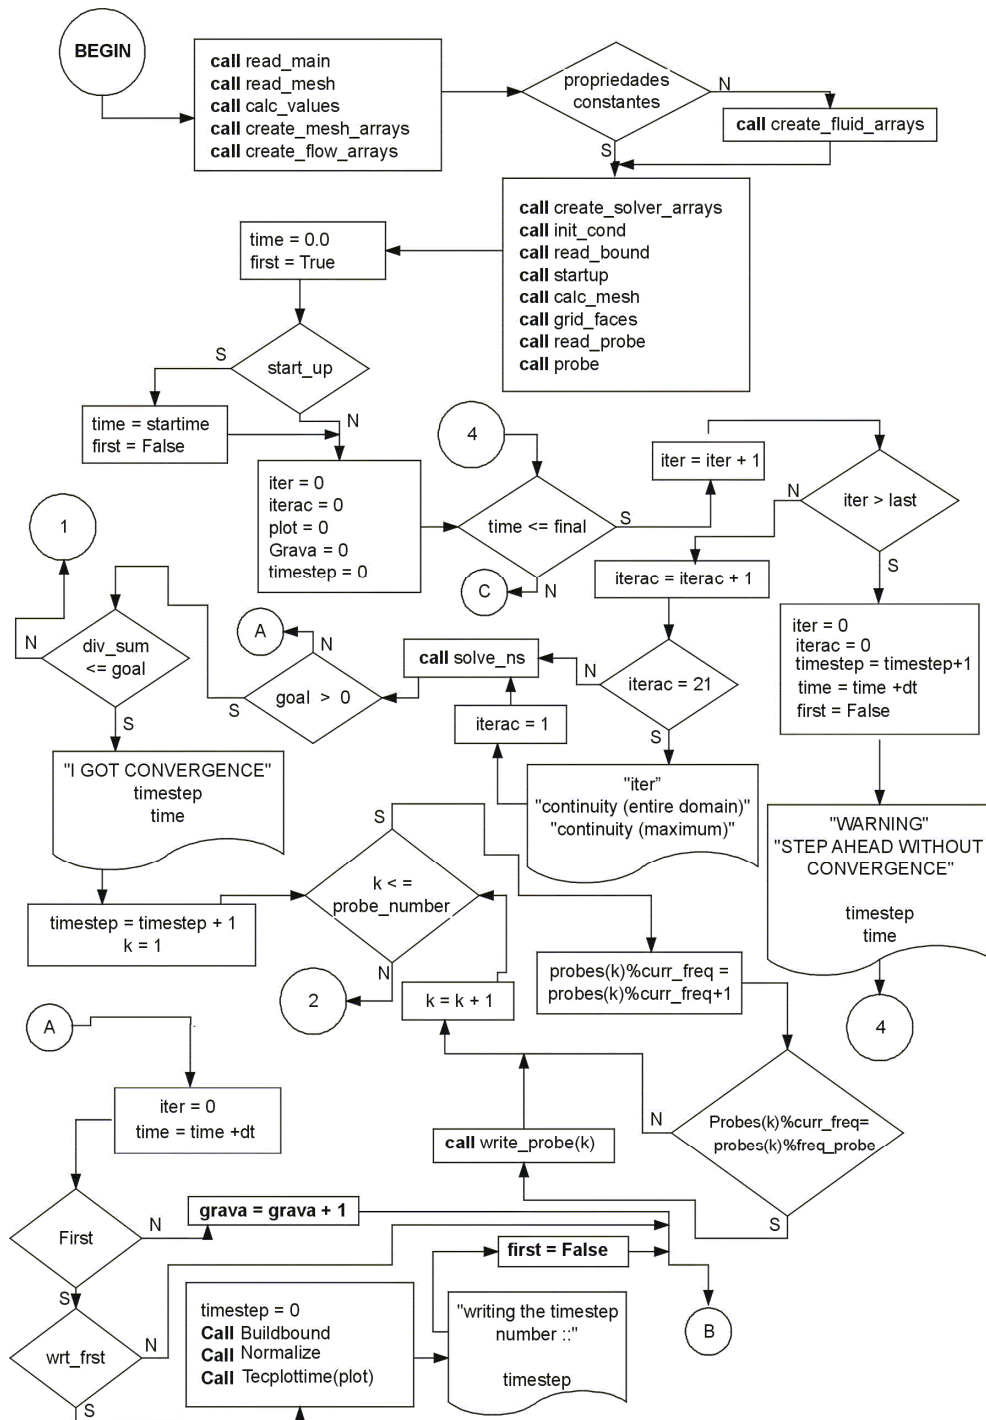 BEGIN
call read_main
call read_mesh
call calc_values
call create_mesh_arrays
call create_flow_arrays
propriedades
constantes
N
call create_fluid_arrays
S
call create_solver_arrays
call init_cond
call read_bound
call startup
call calc_mesh
call grid_faces
call read_probe
call probe
time = 0.0
first = True
S
start_up
N
time = startime
first = False
iter = 0
iterac = 0
plot = 0
Grava = 0
timestep = 0
4
time <= final
S
N
C
iter = iter + 1
iter > last
N
S
iterac = iterac + 1
iter = 0
iterac = 0
timestep = timestep+1
time = time +dt
first = False
1
N
div_sum
<= goal
S
A
N
goal > 0
S
call solve_ns
N
iterac = 21
S
iterac = 1
"iter"
"continuity (entire domain)"
"continuity (maximum)"
"WARNING"
"STEP AHEAD WITHOUT
CONVERGENCE"
timestep
time
4
"I GOT CONVERGENCE"
timestep
time
timestep = timestep + 1
k = 1
S
k <=
probe_number
N
2
k = k + 1
probes(k)%curr_freq =
probes(k)%curr_freq+1
Probes(k)%curr_freq=
probes(k)%freq_probe
N
S
call write_probe(k)
A
iter = 0
time = time +dt
First
N
S
grava = grava + 1
first = False
B
wrt_frst
N
S
timestep = 0
Call Buildbound
Call Normalize
Call Tecplottime(plot)
"writing the timestep
number ::"
timestep